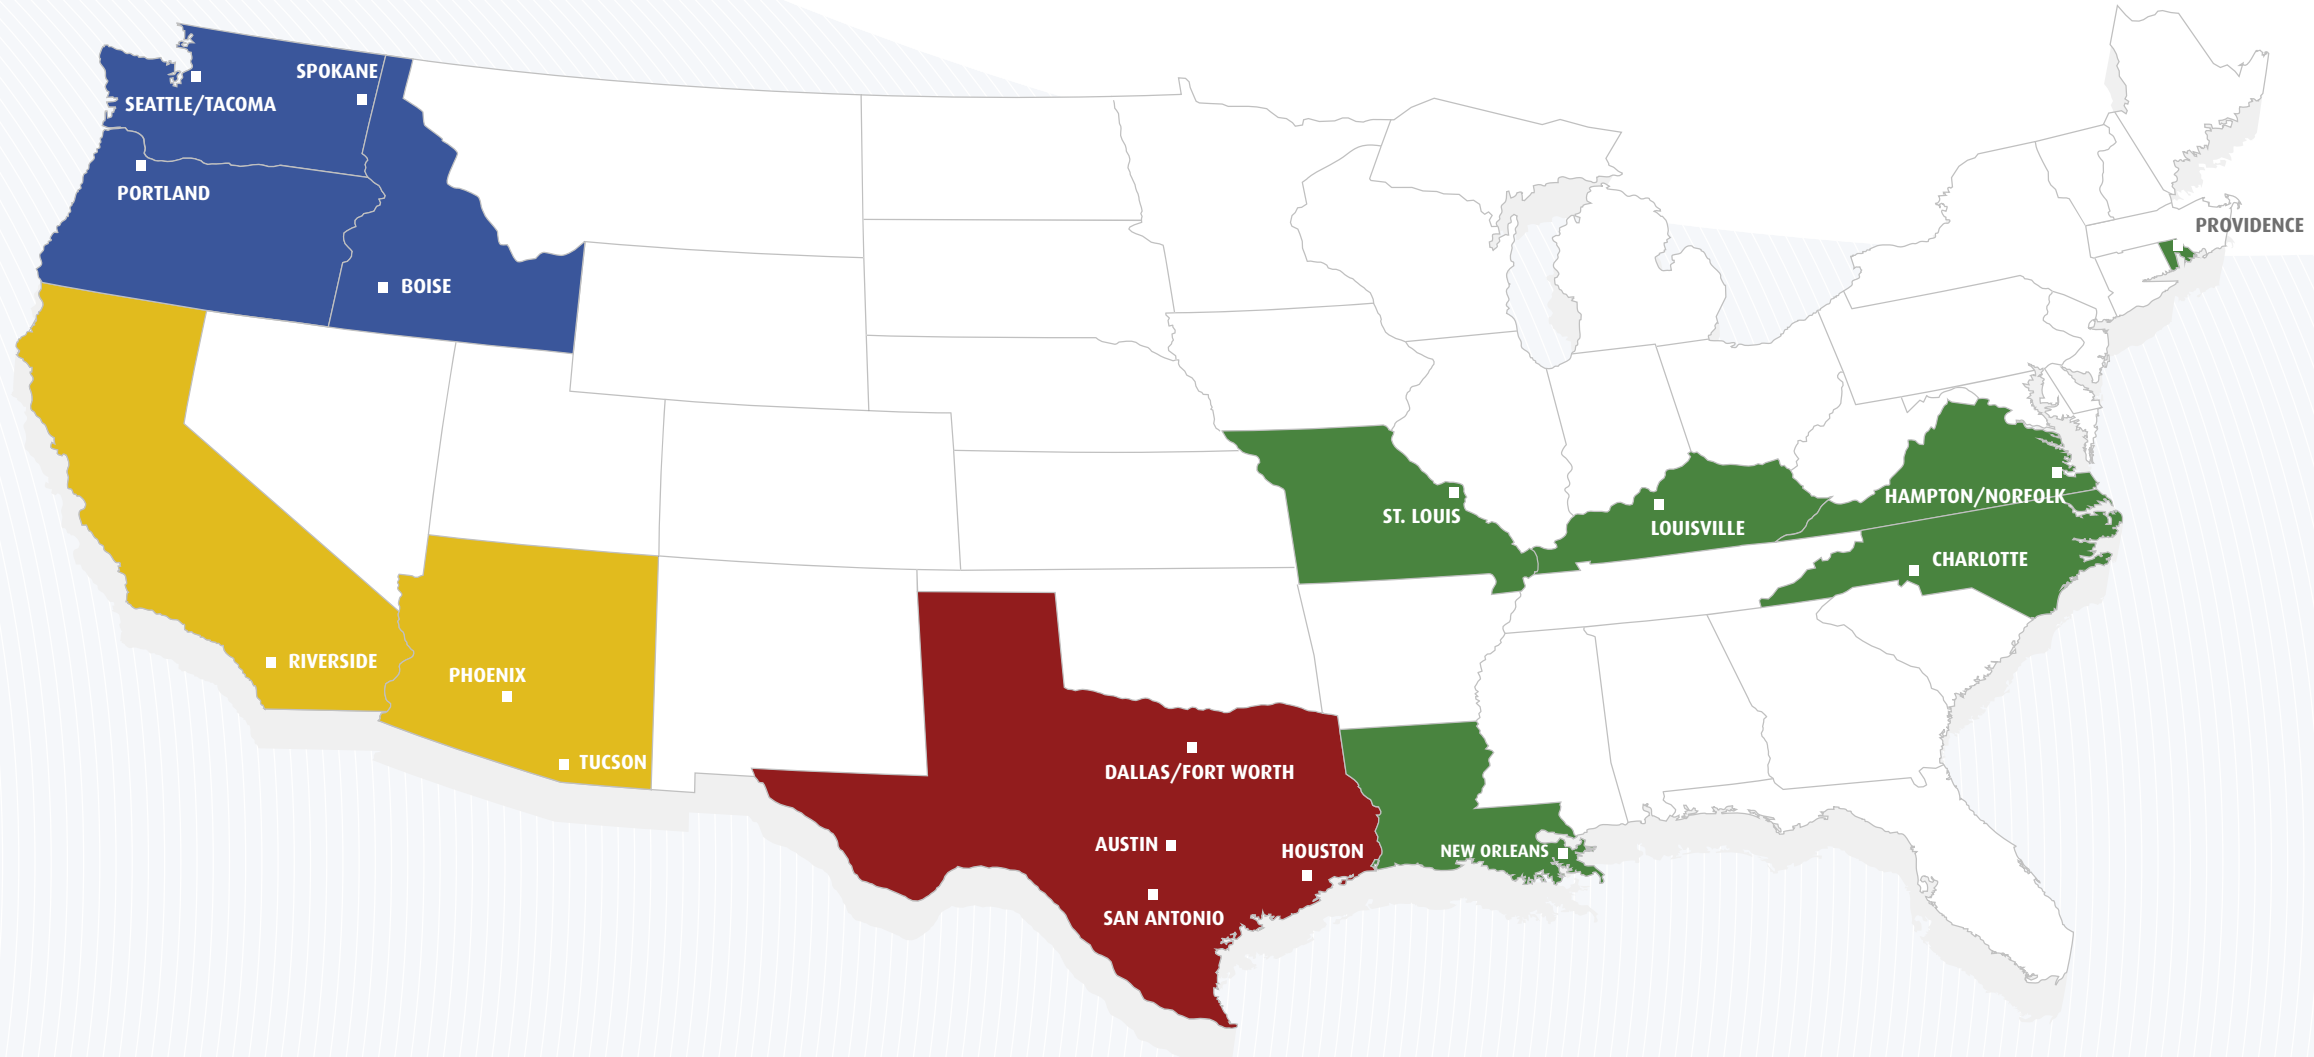 SPOKANE
SEATTLE/TACOMA
PORTLAND
BOISE
PROVIDENCE
HAMPTON/NORFOLK
ST. LOUIS
LOUISVILLE
CHARLOTTE
RIVERSIDE
PHOENIX
TUCSON
DALLAS/FORT WORTH
AUSTIN
HOUSTON
NEW ORLEANS
SAN ANTONIO